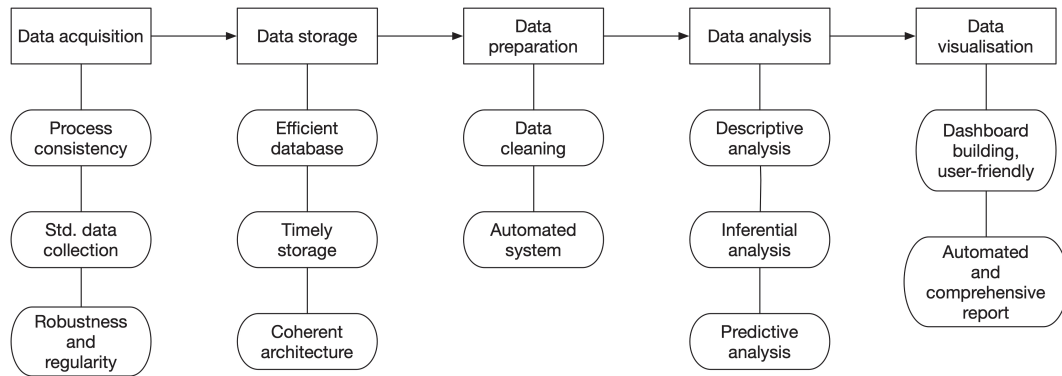 Data acquisition
Data storage
Data
preparation
Data analysis
Data
visualisation
Process
consistency
Efficient
database
Data
cleaning
Descriptive
analysis
Dashboard
building,
user-friendly
Std. data
collection
Timely
storage
Automated
system
Inferential
analysis
Automated
and
comprehensive
report
Robustness
and
regularity
Coherent
architecture
Predictive
analysis